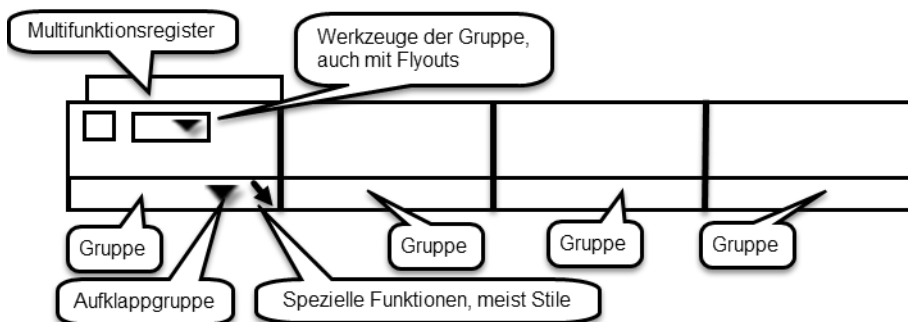 Multifunktionsregister
Werkzeuge der Gruppe,
auch mit Flyouts
Gruppe
Gruppe
Gruppe
Gruppe
Aufklappgruppe
Spezielle Funktionen, meist Stile